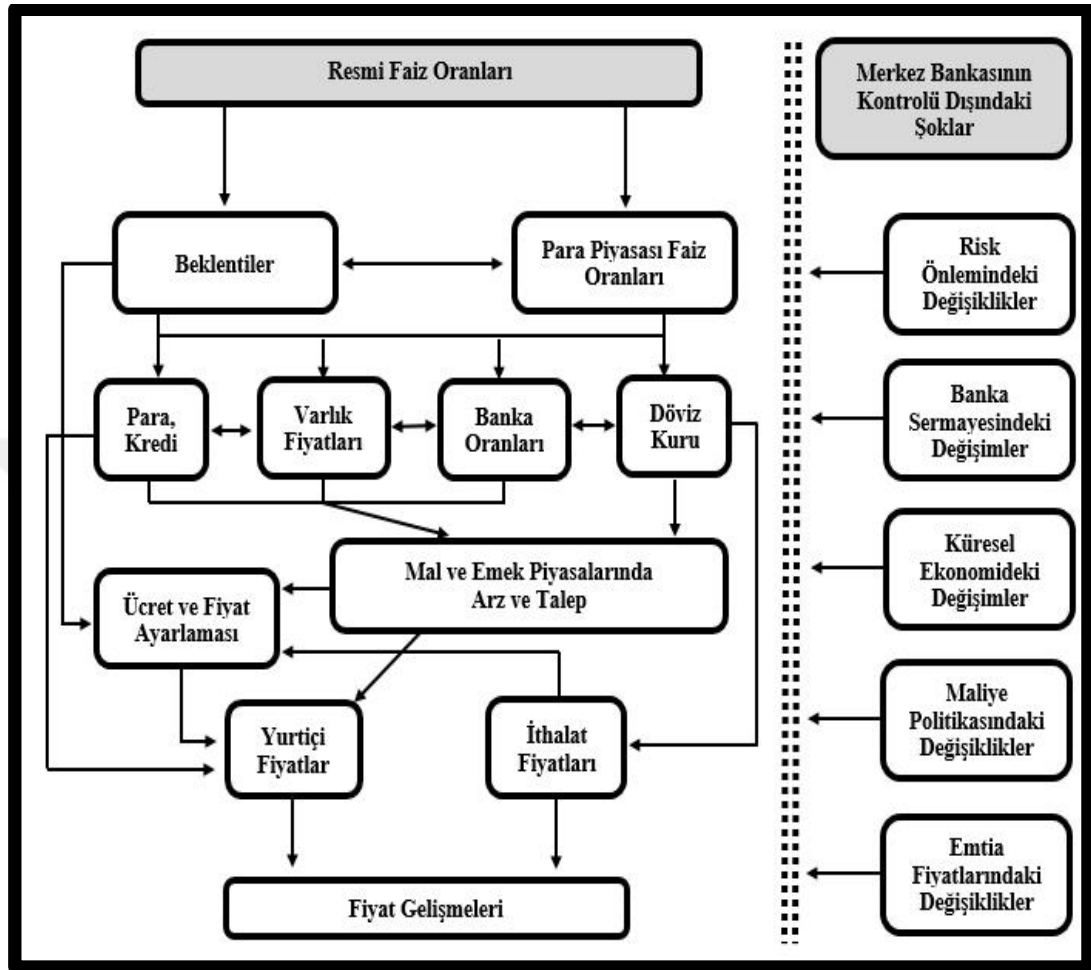 Resmi Faiz Oranları
Merkez Bankasının
Kontrolü Dışındaki
Şoklar
Beklentiler
Para Piyasası Faiz
Oranları
Risk
Önlemindeki
Değişiklikler
Para,
Kredi
Varlık
Fiyatları
Banka
Oranları
Döviz
Kuru
Banka
Sermayesindeki
Değişimler
Mal ve Emek Piyasalarında
Arz ve Talep
Küresel
Ekonomideki
Değişimler
Ücret ve Fiyat
Ayarlaması
Yurtiçi
Fiyatlar
İthalat
Fiyatları
Maliye
Politikasındaki
Değişiklikler
Fiyat Gelişmeleri
Emtia
Fiyatlarındaki
Değişiklikler